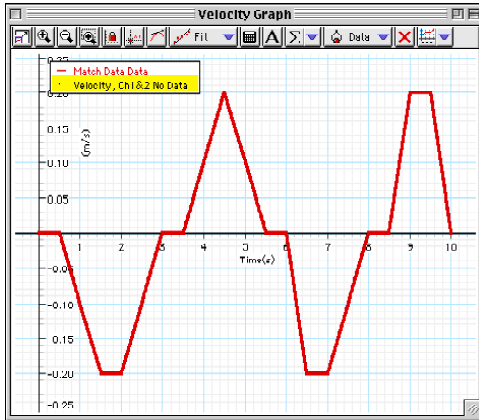 Velocity Graph
Fit
A
Σ
Data
0.25
Match Data Data
Velocity, Ch1&2 No Data
0.20
0.15
(m/s)
0.10
0.05
1 2 3 4 5 6 7 8 9 10
Time(s)
-0.05
-0.10
-0.15
-0.20
-0.25